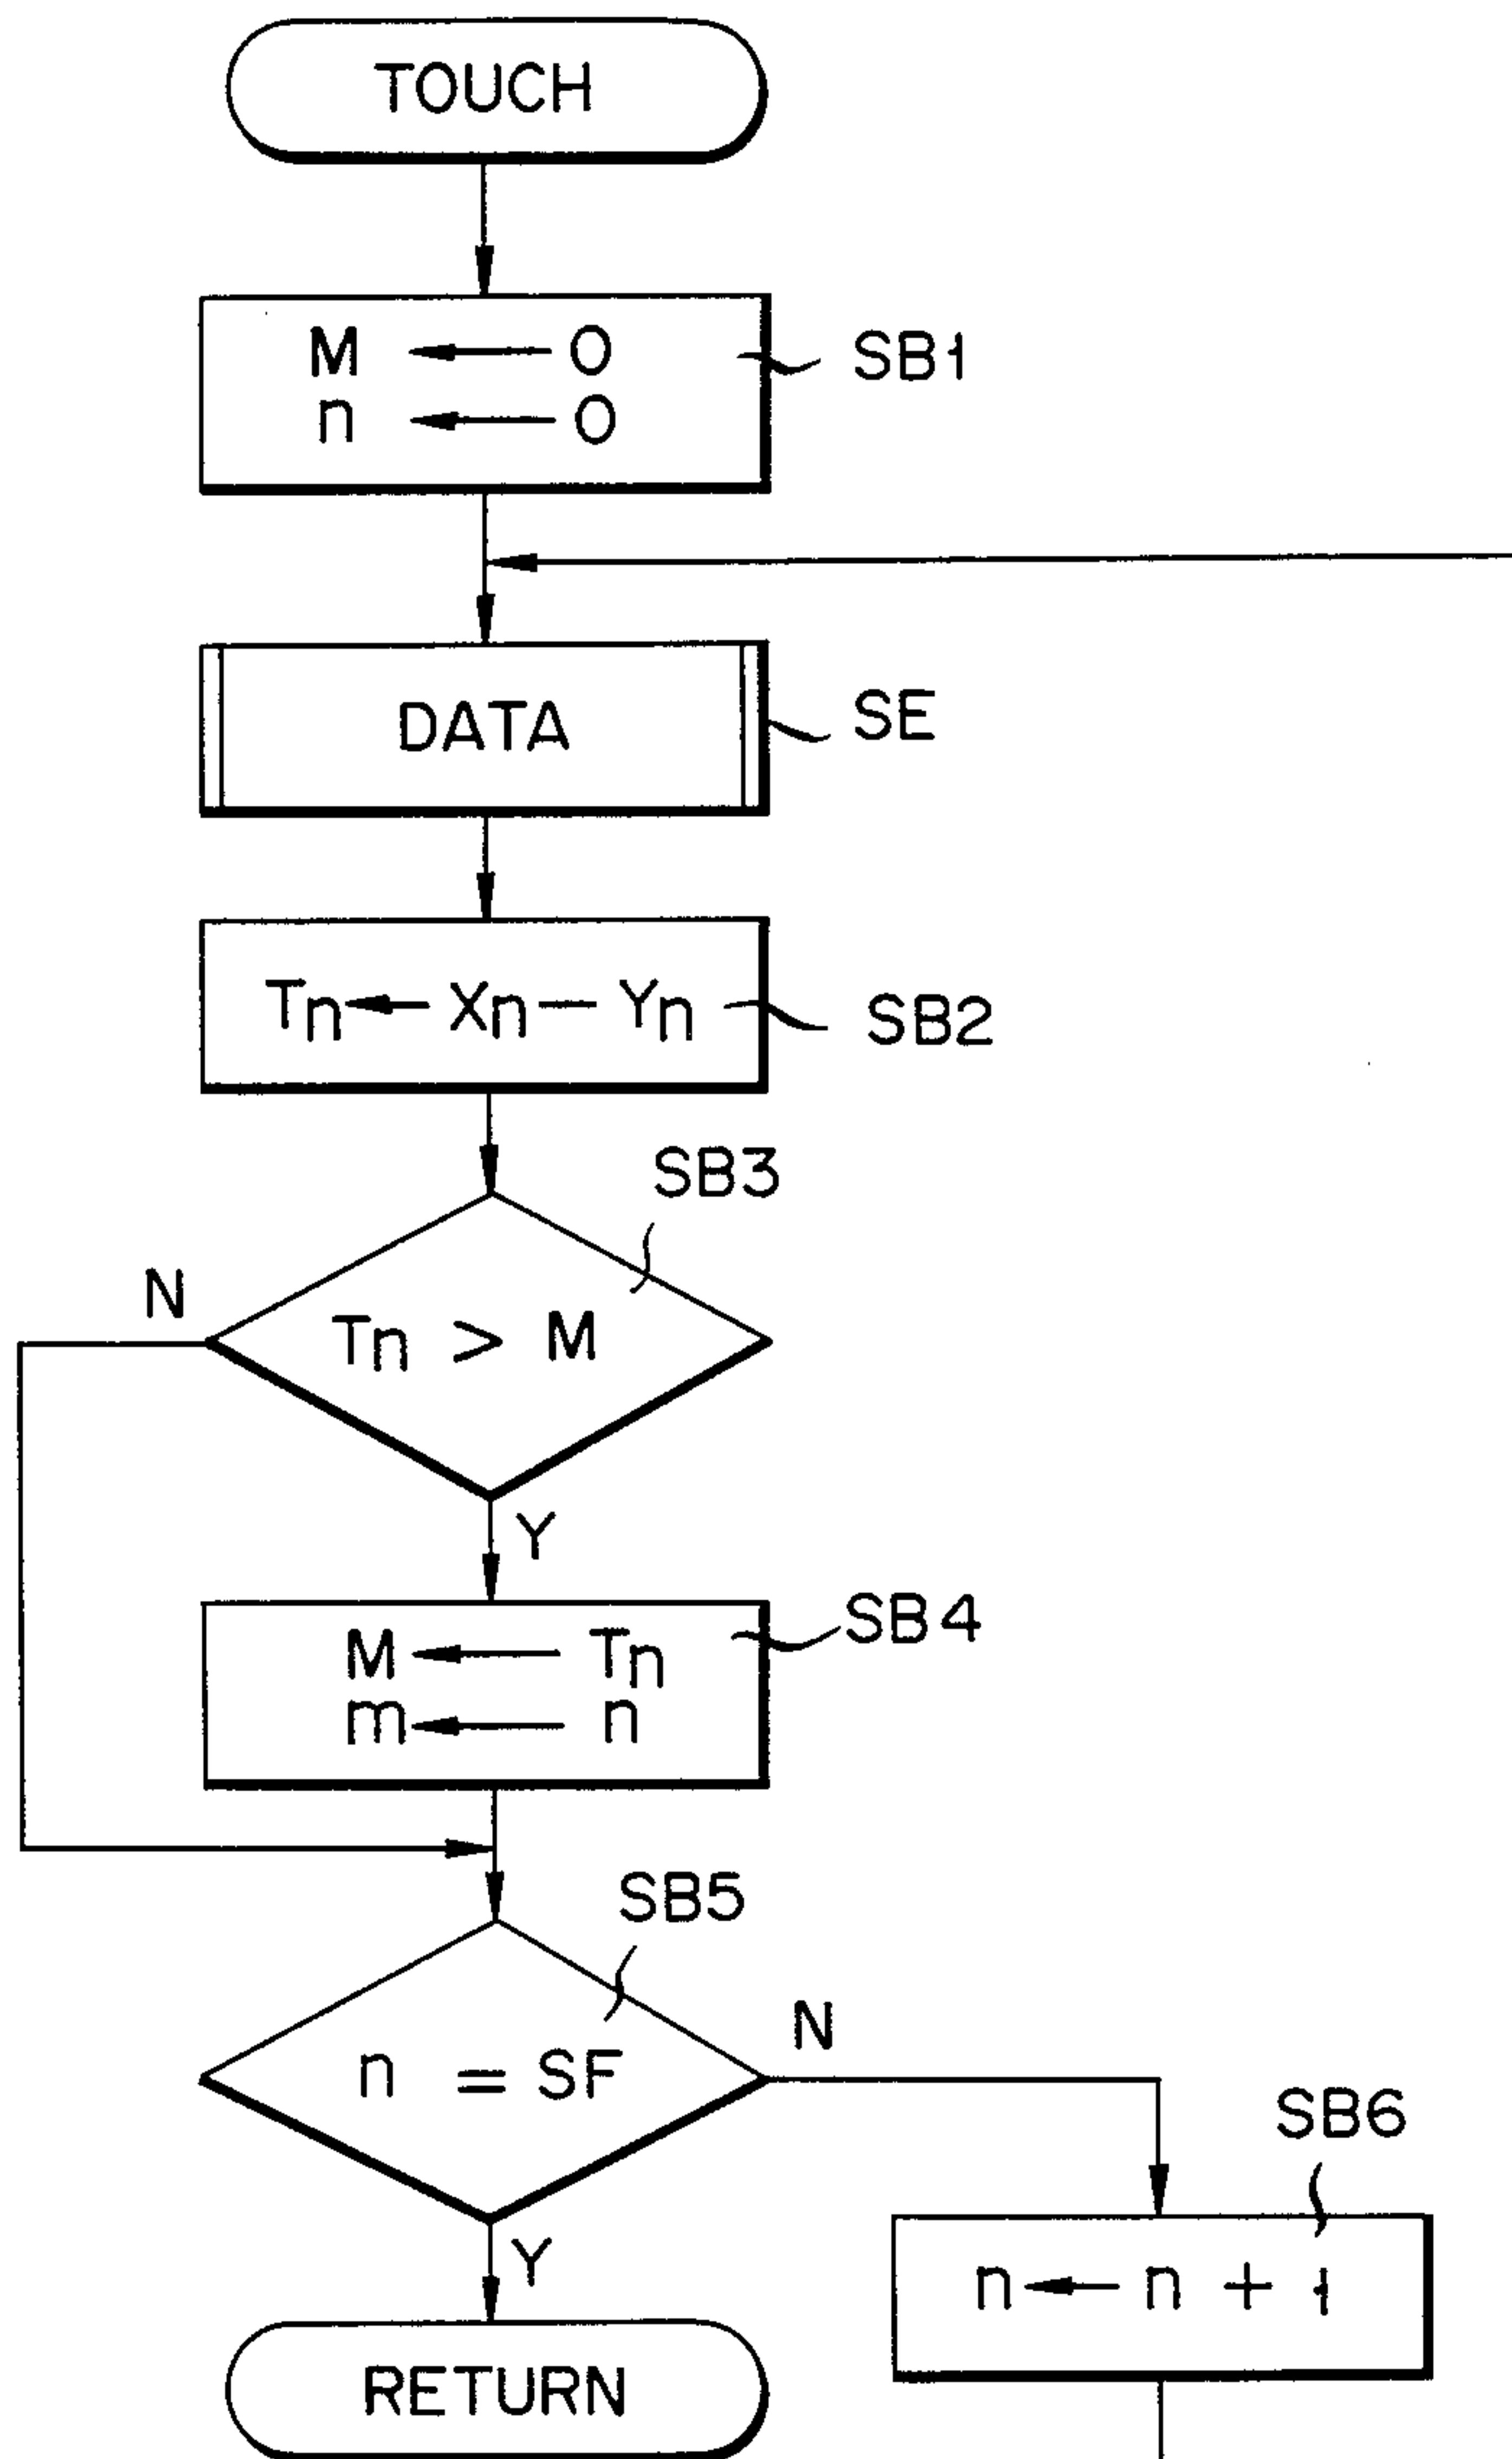 TOUCH
M ← 0
n ← 0
SB1
DATA
SE
Tn ← Xn − Yn
SB2
SB3
N
Tn > M
Y
SB4
M ← Tn
m ← n
SB5
N
n = SF
SB6
Y
n ← n + 1
RETURN